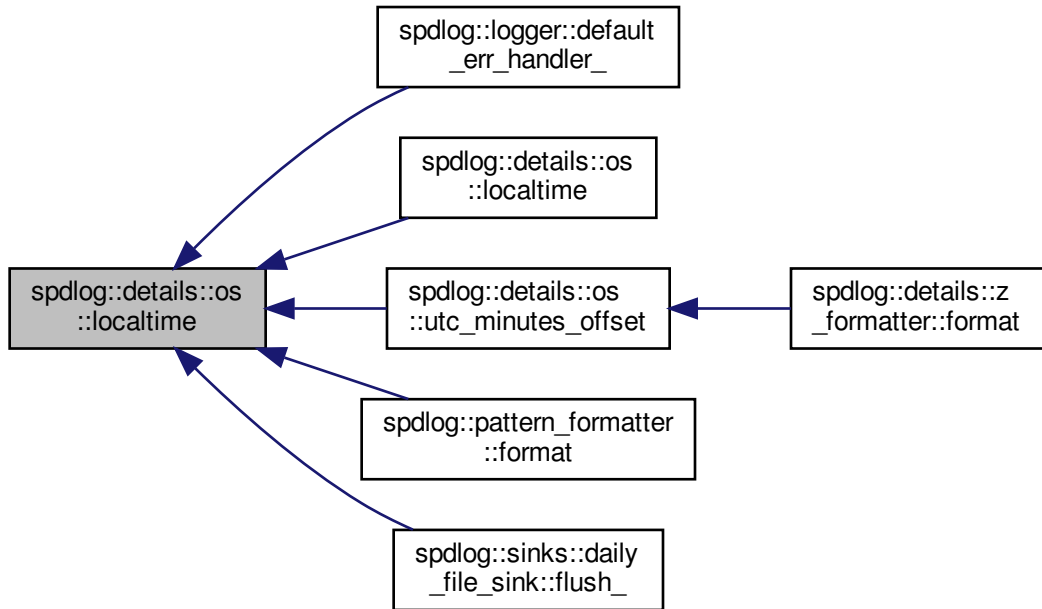 spdlog::logger::default
_err_handler_
spdlog::details::os
::localtime
spdlog::details::os
::localtime
spdlog::details::os
::utc_minutes_offset
spdlog::details::z
_formatter::format
spdlog::pattern_formatter
::format
spdlog::sinks::daily
_file_sink::flush_